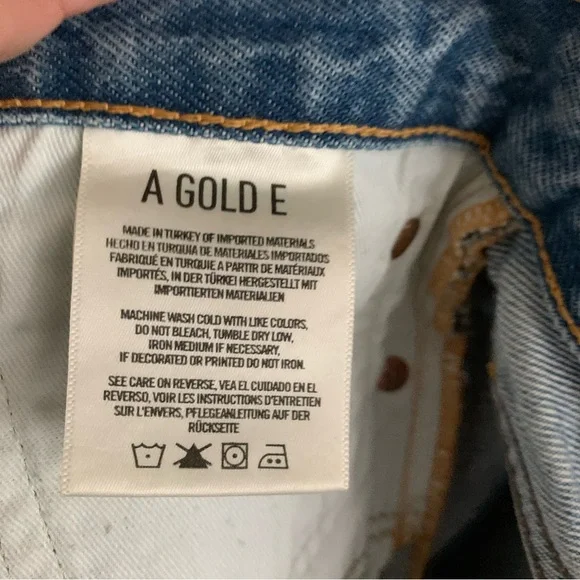 A GOLD E
MADE IN TURKEY OF IMPORTED MATERIALS
HECHO EN TURQUIA DE MATERIALES IMPORTADOS
FABRIQUÉ EN TURQUIE A PARTIR DE MATÉRIAUX
IMPORTÉS, IN DER TÜRKEI HERGESTELLT MIT
IMPORTIERTEN MATERIALIEN
MACHINE WASH COLD WITH LIKE COLORS,
DO NOT BLEACH, TUMBLE DRY LOW,
IRON MEDIUM IF NECESSARY,
IF DECORATED OR PRINTED DO NOT IRON.
SEE CARE ON REVERSE, VEA EL CUIDADO EN EL
REVERSO, VOIR LES INSTRUCTIONS D'ENTRETIEN
SUR L'ENVERS, PFLEGEANLEITUNG AUF DER
RÜCKSEITE